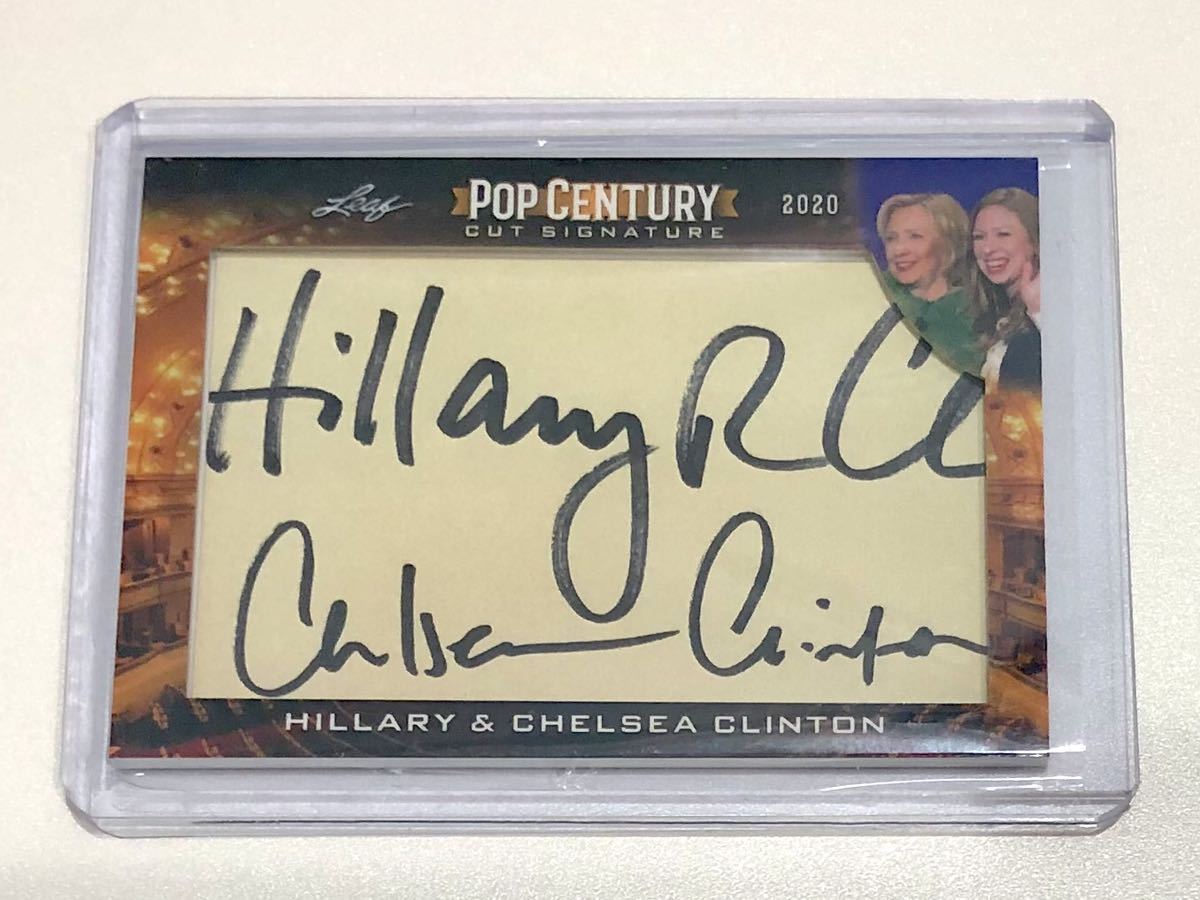 Leaf POP CENTURY 2020
CUT SIGNATURE
Hillary R Cl
Chelsea Clinton
HILLARY & CHELSEA CLINTON